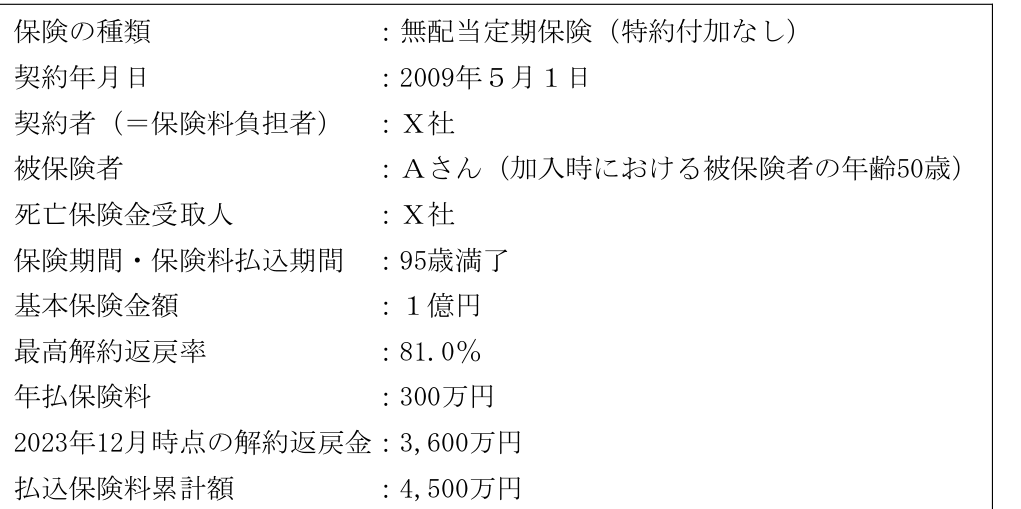 保険の種類　　　　　　　　：無配当定期保険（特約付加なし）
契約年月日　　　　　　　　：2009年５月１日
契約者（＝保険料負担者）　：Ｘ社
被保険者　　　　　　　　　：Ａさん（加入時における被保険者の年齢50歳）
死亡保険金受取人　　　　　：Ｘ社
保険期間・保険料払込期間　：95歳満了
基本保険金額　　　　　　　：１億円
最高解約返戻率　　　　　　：81.0％
年払保険料　　　　　　　　：300万円
2023年12月時点の解約返戻金：3,600万円
払込保険料累計額　　　　　：4,500万円